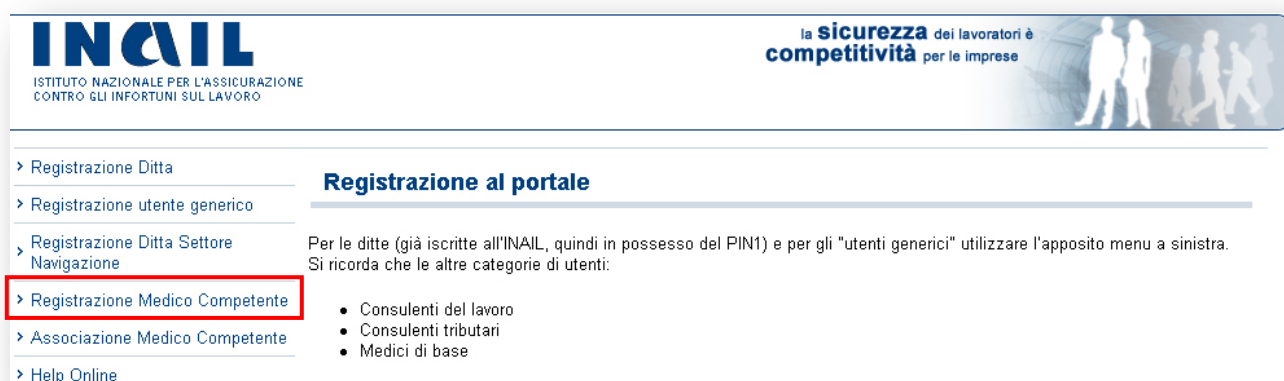 INAIL
ISTITUTO NAZIONALE PER L'ASSICURAZIONE
CONTRO GLI INFORTUNI SUL LAVORO
la sicurezza dei lavoratori è
competitività per le imprese
> Registrazione Ditta
> Registrazione utente generico
> Registrazione Ditta Settore
Navigazione
> Registrazione Medico Competente
> Associazione Medico Competente
> Help Online
Registrazione al portale
Per le ditte (già iscritte all'INAIL, quindi in possesso del PIN1) e per gli "utenti generici" utilizzare l'apposito menu a sinistra.
Si ricorda che le altre categorie di utenti:
• Consulenti del lavoro
• Consulenti tributari
• Medici di base